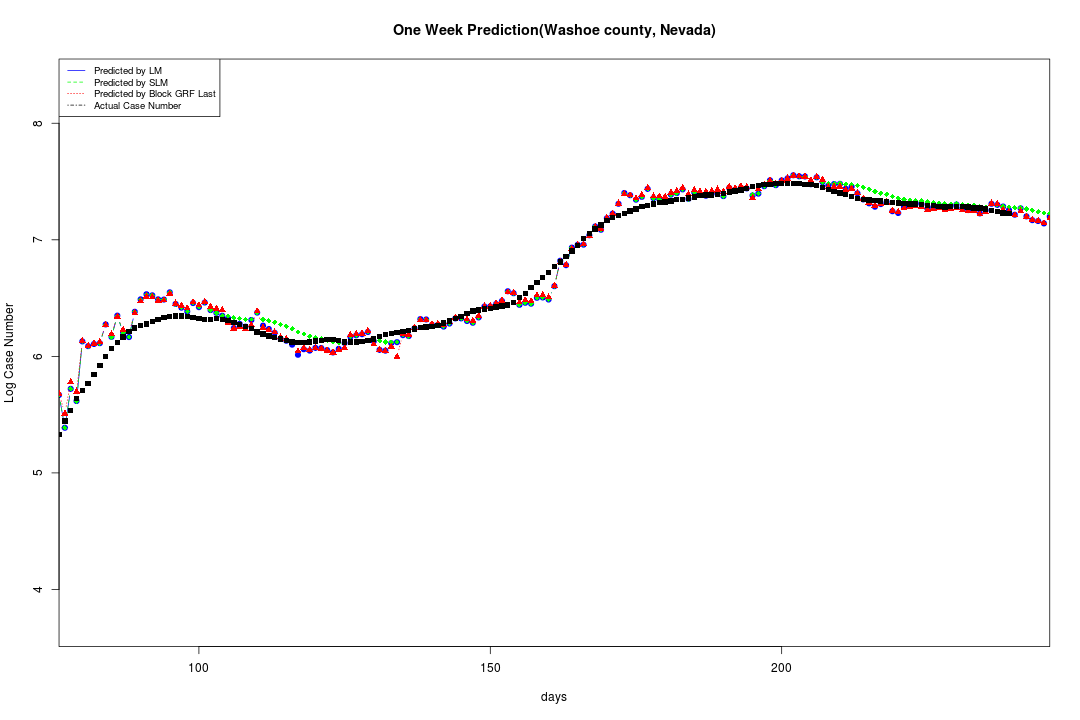 One Week Prediction(Washoe county, Nevada)
Predicted by LM
Predicted by SLM
Predicted by Block GRF Last
Actual Case Number
8
7
6
5
4
Log Case Number
100 150 200
days